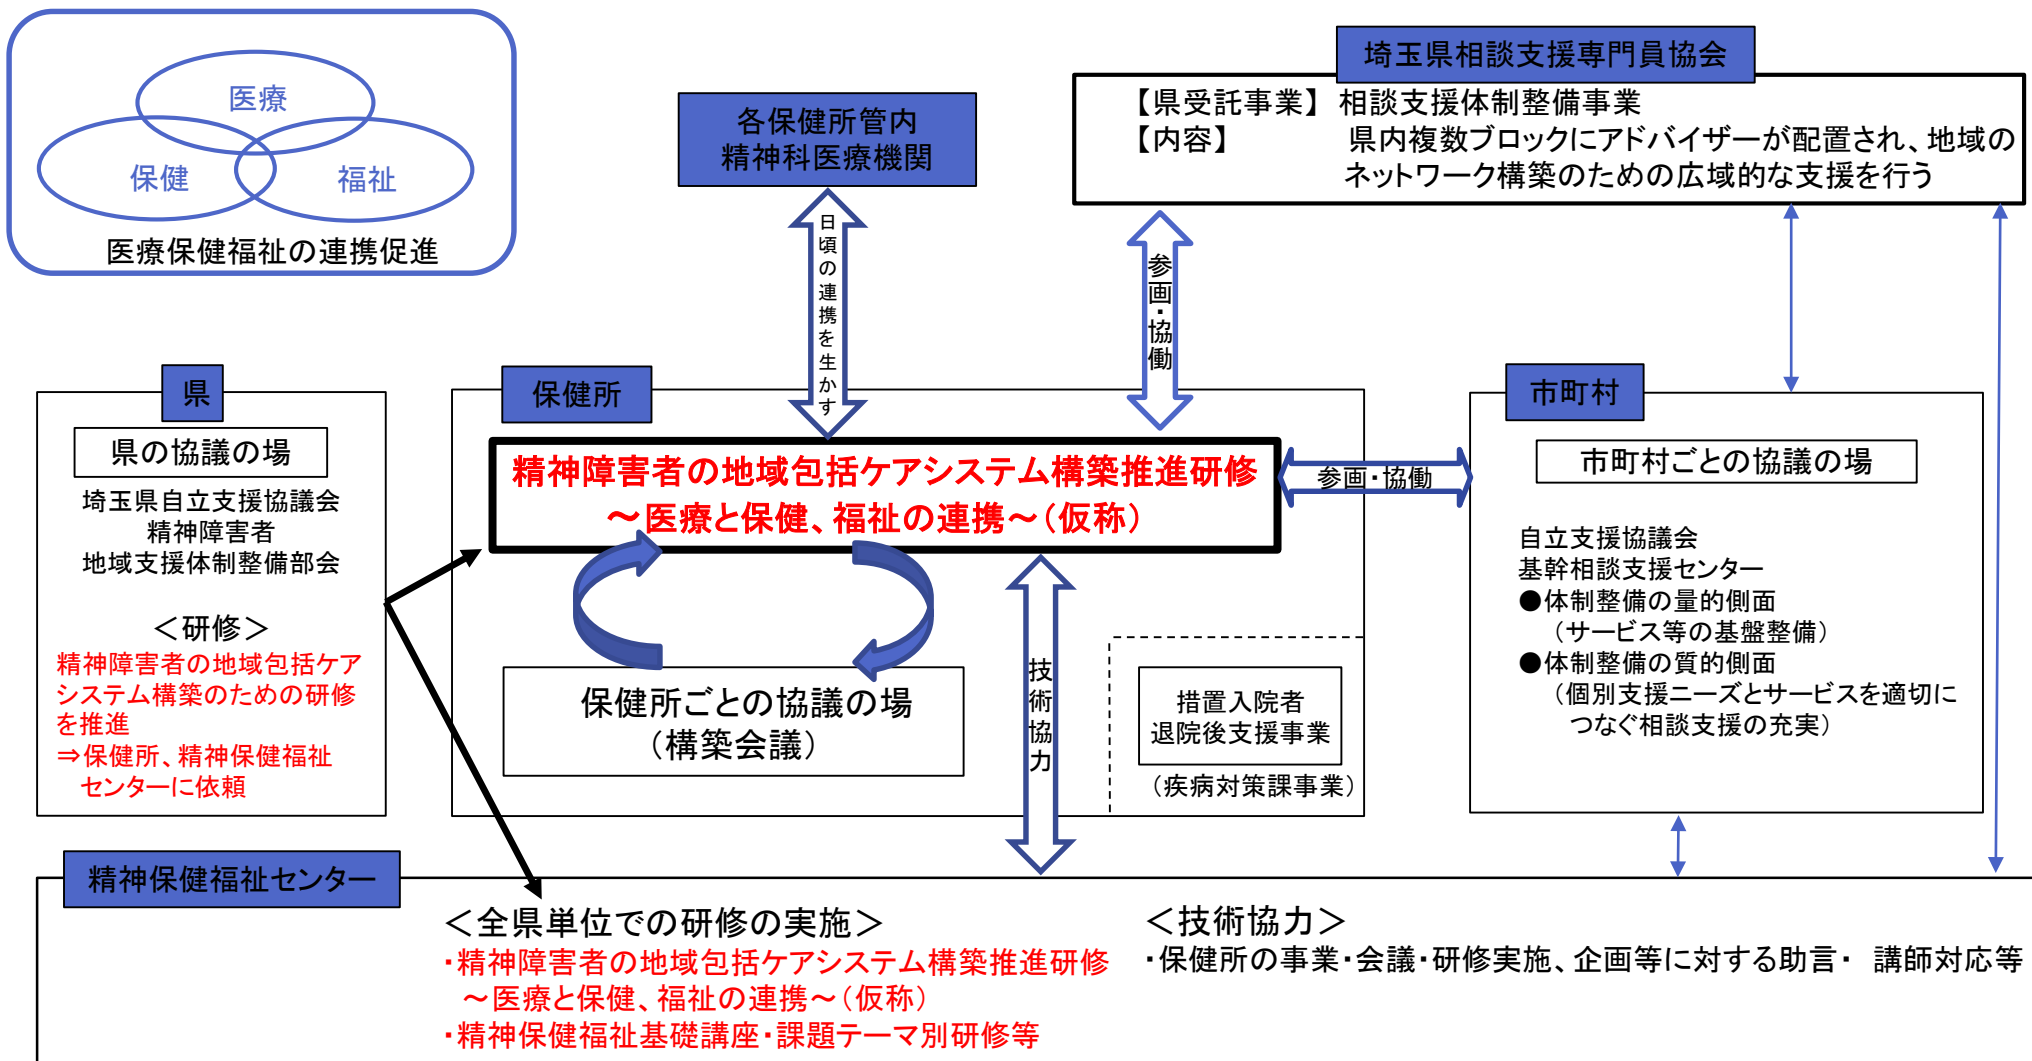 医療
保健
福祉
医療保健福祉の連携促進
各保健所管内
精神科医療機関
埼玉県相談支援専門員協会
【県受託事業】 相談支援体制整備事業
【内容】 県内複数ブロックにアドバイザーが配置され、地域の
ネットワーク構築のための広域的な支援を行う
日頃の連携を生かす
参画・協働
県
県の協議の場
埼玉県自立支援協議会
精神障害者
地域支援体制整備部会
＜研修＞
精神障害者の地域包括ケア
システム構築のための研修
を推進
⇒保健所、精神保健福祉
センターに依頼
保健所
精神障害者の地域包括ケアシステム構築推進研修
～医療と保健、福祉の連携～（仮称）
保健所ごとの協議の場
（構築会議）
技術協力
措置入院者
退院後支援事業
（疾病対策課事業）
参画・協働
市町村
市町村ごとの協議の場
自立支援協議会
基幹相談支援センター
●体制整備の量的側面
（サービス等の基盤整備）
●体制整備の質的側面
（個別支援ニーズとサービスを適切に
つなぐ相談支援の充実）
精神保健福祉センター
＜全県単位での研修の実施＞
・精神障害者の地域包括ケアシステム構築推進研修
～医療と保健、福祉の連携～（仮称）
・精神保健福祉基礎講座・課題テーマ別研修等
＜技術協力＞
・保健所の事業・会議・研修実施、企画等に対する助言・ 講師対応等